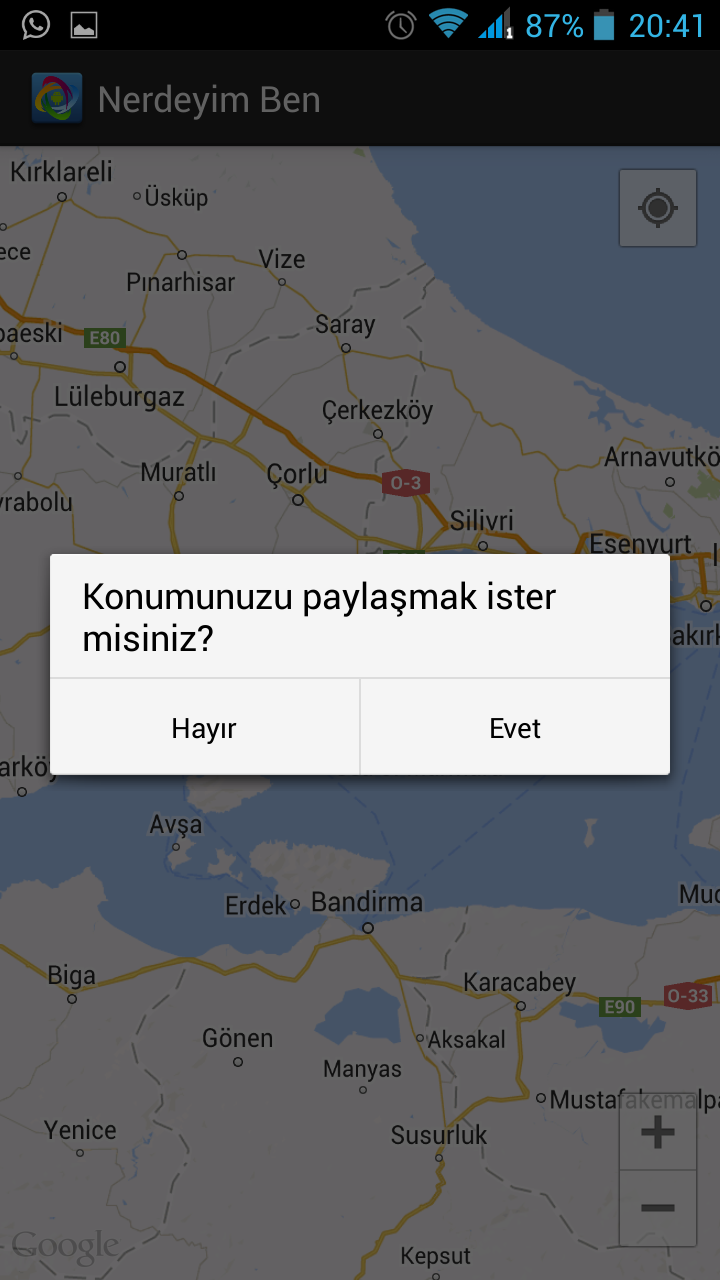 87% 20:41
Nerdeyim Ben
Kırklareli
Üsküp
Vize
Pınarhisar
Saray
E80
Lüleburgaz
Çerkezköy
Arnavutkö
Muratlı
Çorlu
O-3
Silivri
Esenyurt
Konumunuzu paylaşmak ister
misiniz?
Hayır Evet
Avşa
Erdek
Bandirma
Biga
Karacabey
O-33
E90
Gönen
Aksakal
Manyas
Mustafakemalpa
Yenice
Susurluk
Google
Kepsut